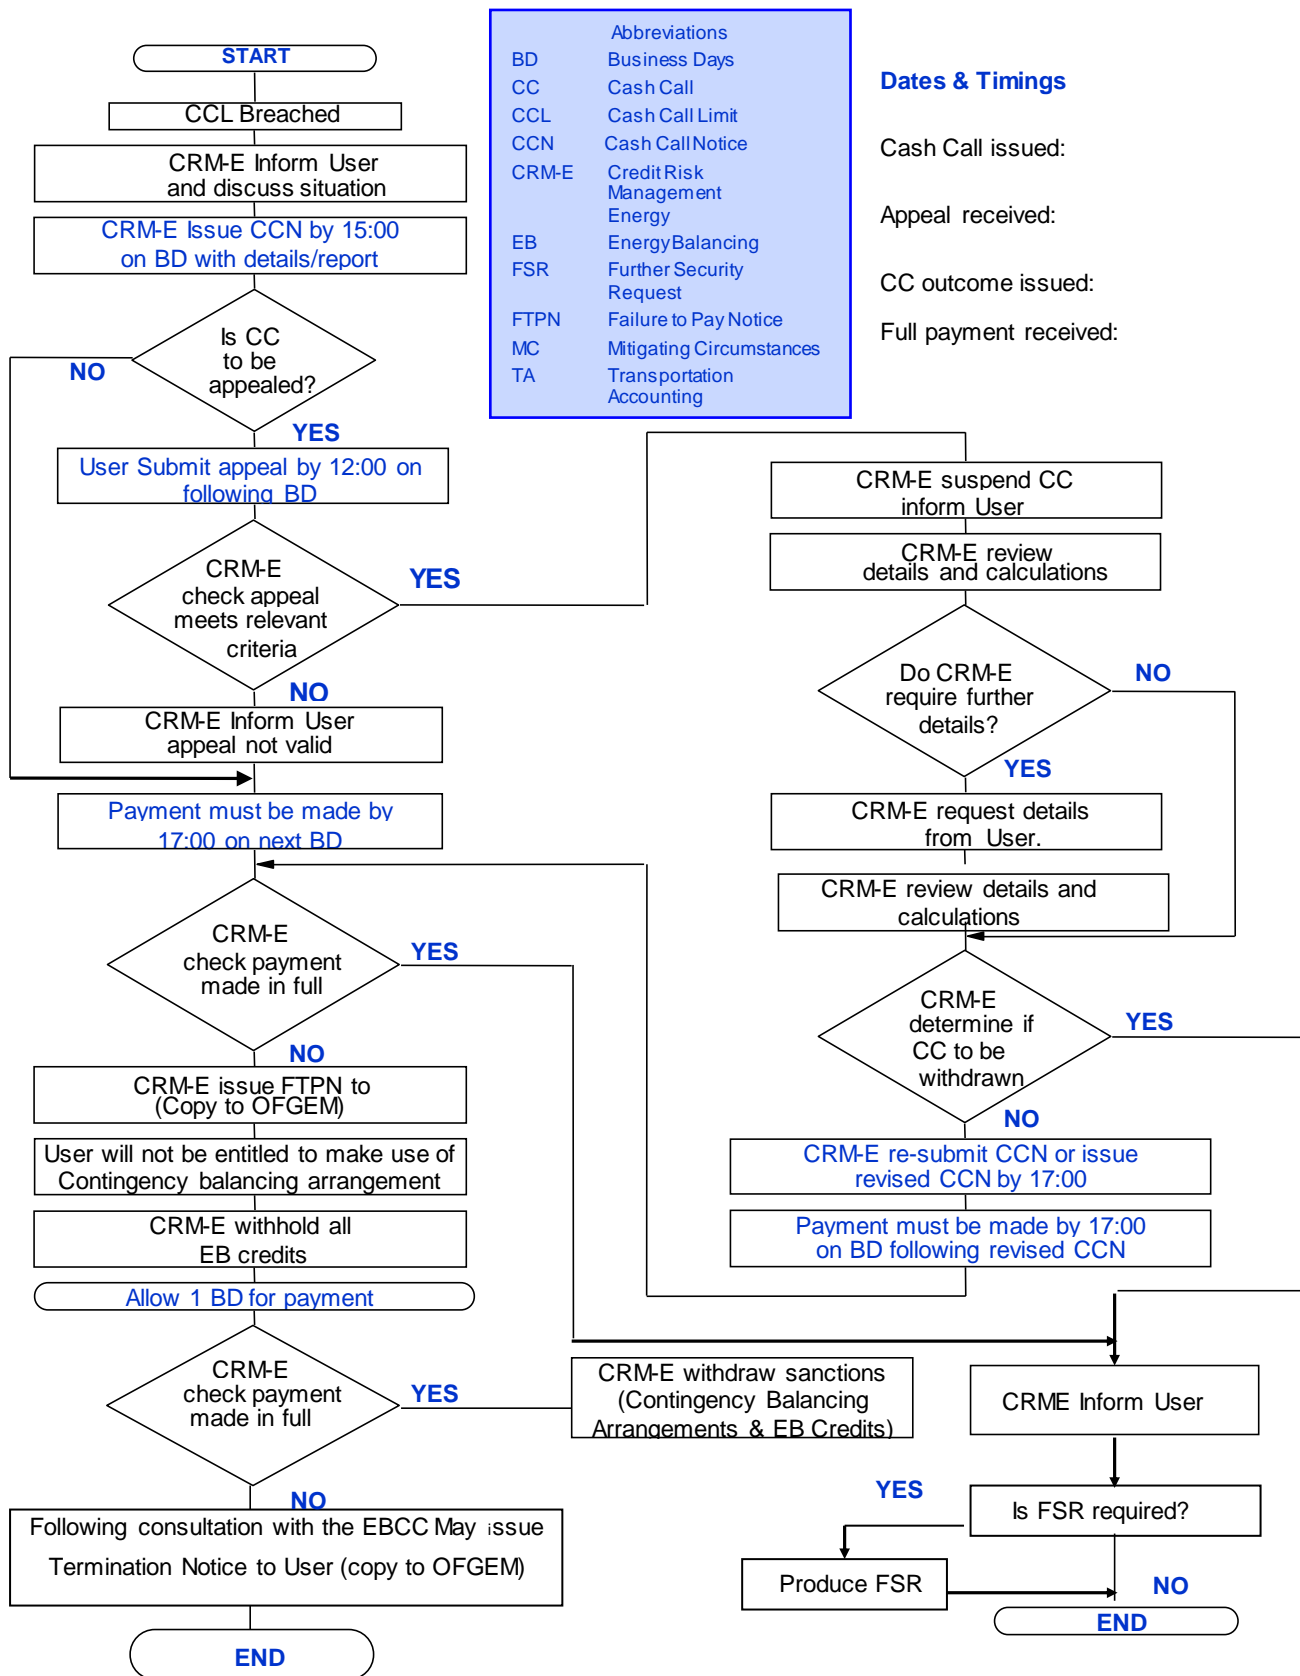 START
CCL Breached
CRM-E Inform User
and discuss situation
CRM-E Issue CCN by 15:00
on BD with details/report
Is CC
to be
appealed?
NO
YES
User Submit appeal by 12:00 on
following BD
CRM-E
check appeal
meets relevant
criteria
YES
NO
CRM-E Inform User
appeal not valid
Payment must be made by
17:00 on next BD
CRM-E
check payment
made in full
YES
NO
CRM-E issue FTPN to
(Copy to OFGEM)
User will not be entitled to make use of
Contingency balancing arrangement
CRM-E withhold all
EB credits
Allow 1 BD for payment
CRM-E
check payment
made in full
YES
NO
Following consultation with the EBCC May issue
Termination Notice to User (copy to OFGEM)
END
Abbreviations
BD Business Days
CC Cash Call
CCL Cash Call Limit
CCN Cash Call Notice
CRM-E Credit Risk
Management
Energy
EB Energy Balancing
FSR Further Security
Request
FTPN Failure to Pay Notice
MC Mitigating Circumstances
TA Transportation
Accounting
Dates & Timings
Cash Call issued:
Appeal received:
CC outcome issued:
Full payment received:
CRM-E suspend CC
inform User
CRM-E review
details and calculations
Do CRM-E
require further
details?
NO
YES
CRM-E request details
from User.
CRM-E review details and
calculations
CRM-E
determine if
CC to be
withdrawn
YES
NO
CRM-E re-submit CCN or issue
revised CCN by 17:00
Payment must be made by 17:00
on BD following revised CCN
CRM-E withdraw sanctions
(Contingency Balancing
Arrangements & EB Credits)
CRME Inform User
YES
Is FSR required?
Produce FSR
NO
END